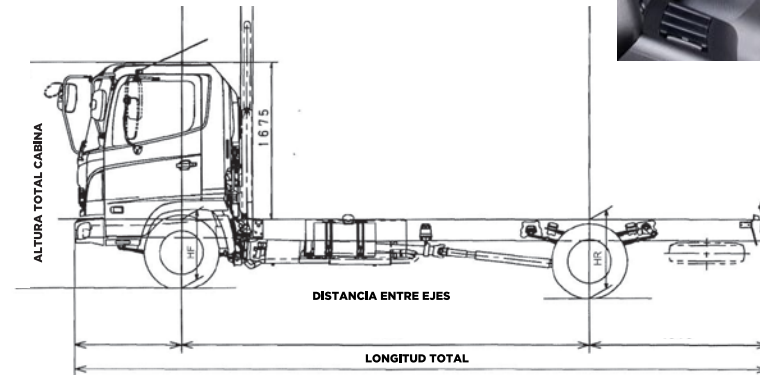 ALTURA TOTAL CABINA
1675
HF
HR
DISTANCIA ENTRE EJES
LONGITUD TOTAL